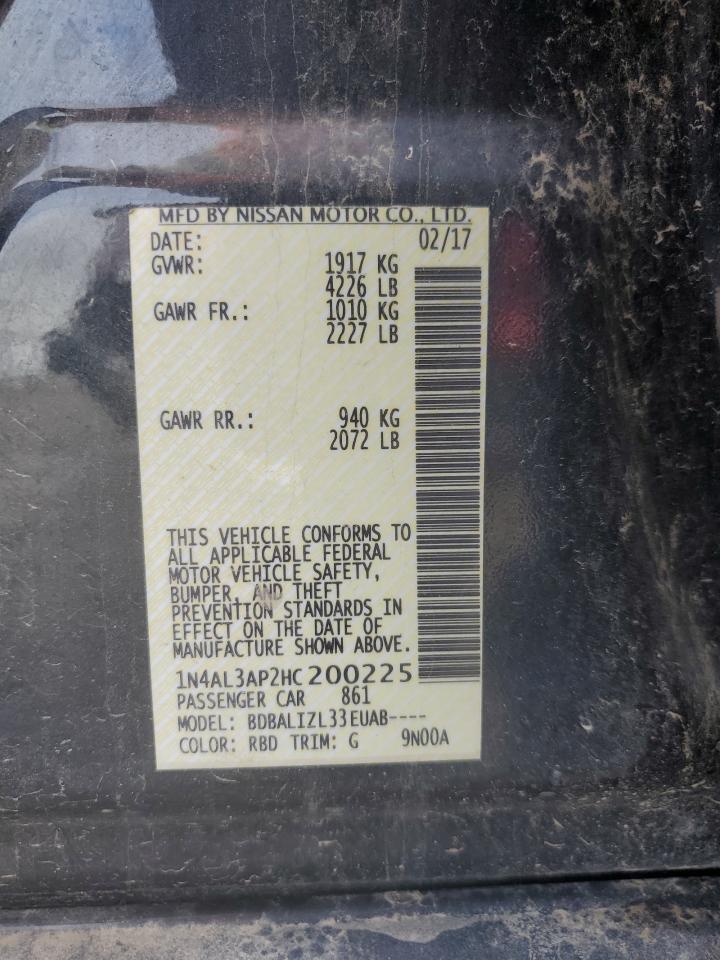 MFD BY NISSAN MOTOR CO., LTD.
DATE: 02/17
GVWR: 1917 KG
4226 LB
GAWR FR.: 1010 KG
2227 LB
GAWR RR.: 940 KG
2072 LB
THIS VEHICLE CONFORMS TO
ALL APPLICABLE FEDERAL
MOTOR VEHICLE SAFETY,
BUMPER, AND THEFT
PREVENTION STANDARDS IN
EFFECT ON THE DATE OF
MANUFACTURE SHOWN ABOVE.
1N4AL3AP2HC200225
PASSENGER CAR 861
MODEL: BDBALIZL33EUAB----
COLOR: RBD TRIM: G 9N00A